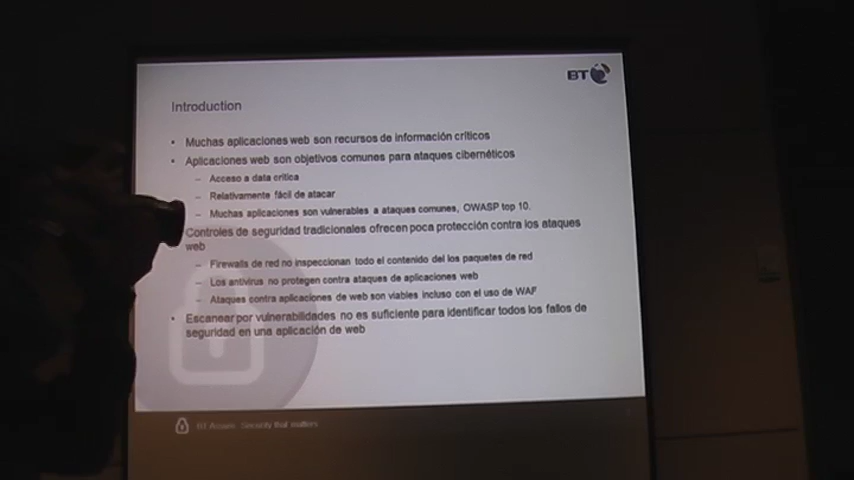 BT
Introduction
• Muchas aplicaciones web son recursos de información críticos
• Aplicaciones web son objetivos comunes para ataques cibernéticos
– Acceso a data critica
– Relativamente fácil de atacar
– Muchas aplicaciones son vulnerables a ataques comunes, OWASP top 10.
Controles de seguridad tradicionales ofrecen poca protección contra los ataques
web
– Firewalls de red no inspeccionan todo el contenido del los paquetes de red
– Los antivirus no protegen contra ataques de aplicaciones web
– Ataques contra aplicaciones de web son viables incluso con el uso de WAF
• Escanear por vulnerabilidades no es suficiente para identificar todos los fallos de
seguridad en una aplicación de web
BT Assure. Security that matters